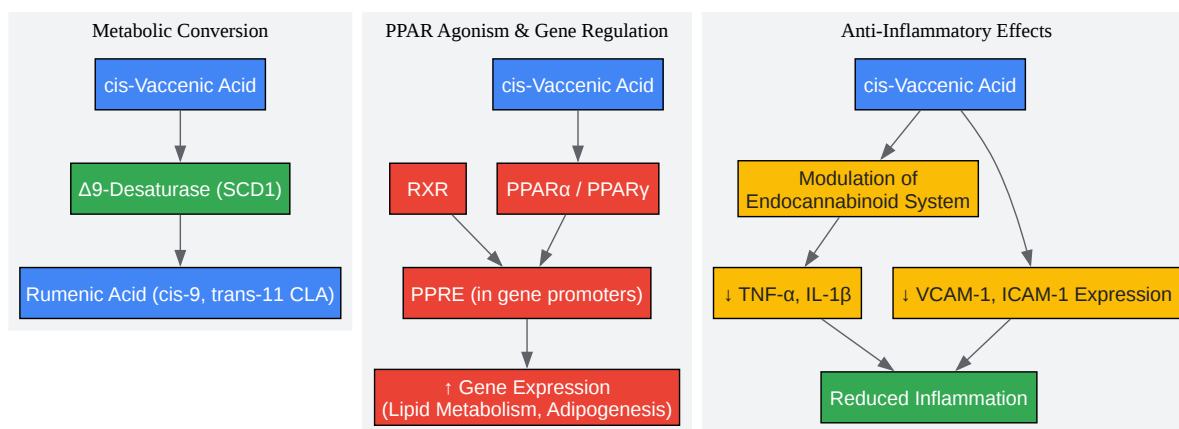 Metabolic Conversion
cis-Vaccenic Acid
Δ9-Desaturase (SCD1)
Rumenic Acid (cis-9, trans-11 CLA)
PPAR Agonism & Gene Regulation
cis-Vaccenic Acid
RXR
PPARα / PPARγ
PPRE (in gene promoters)
↑ Gene Expression
(Lipid Metabolism, Adipogenesis)
Anti-Inflammatory Effects
cis-Vaccenic Acid
Modulation of
Endocannabinoid System
↓ TNF-α, IL-1β
↓ VCAM-1, ICAM-1 Expression
Reduced Inflammation